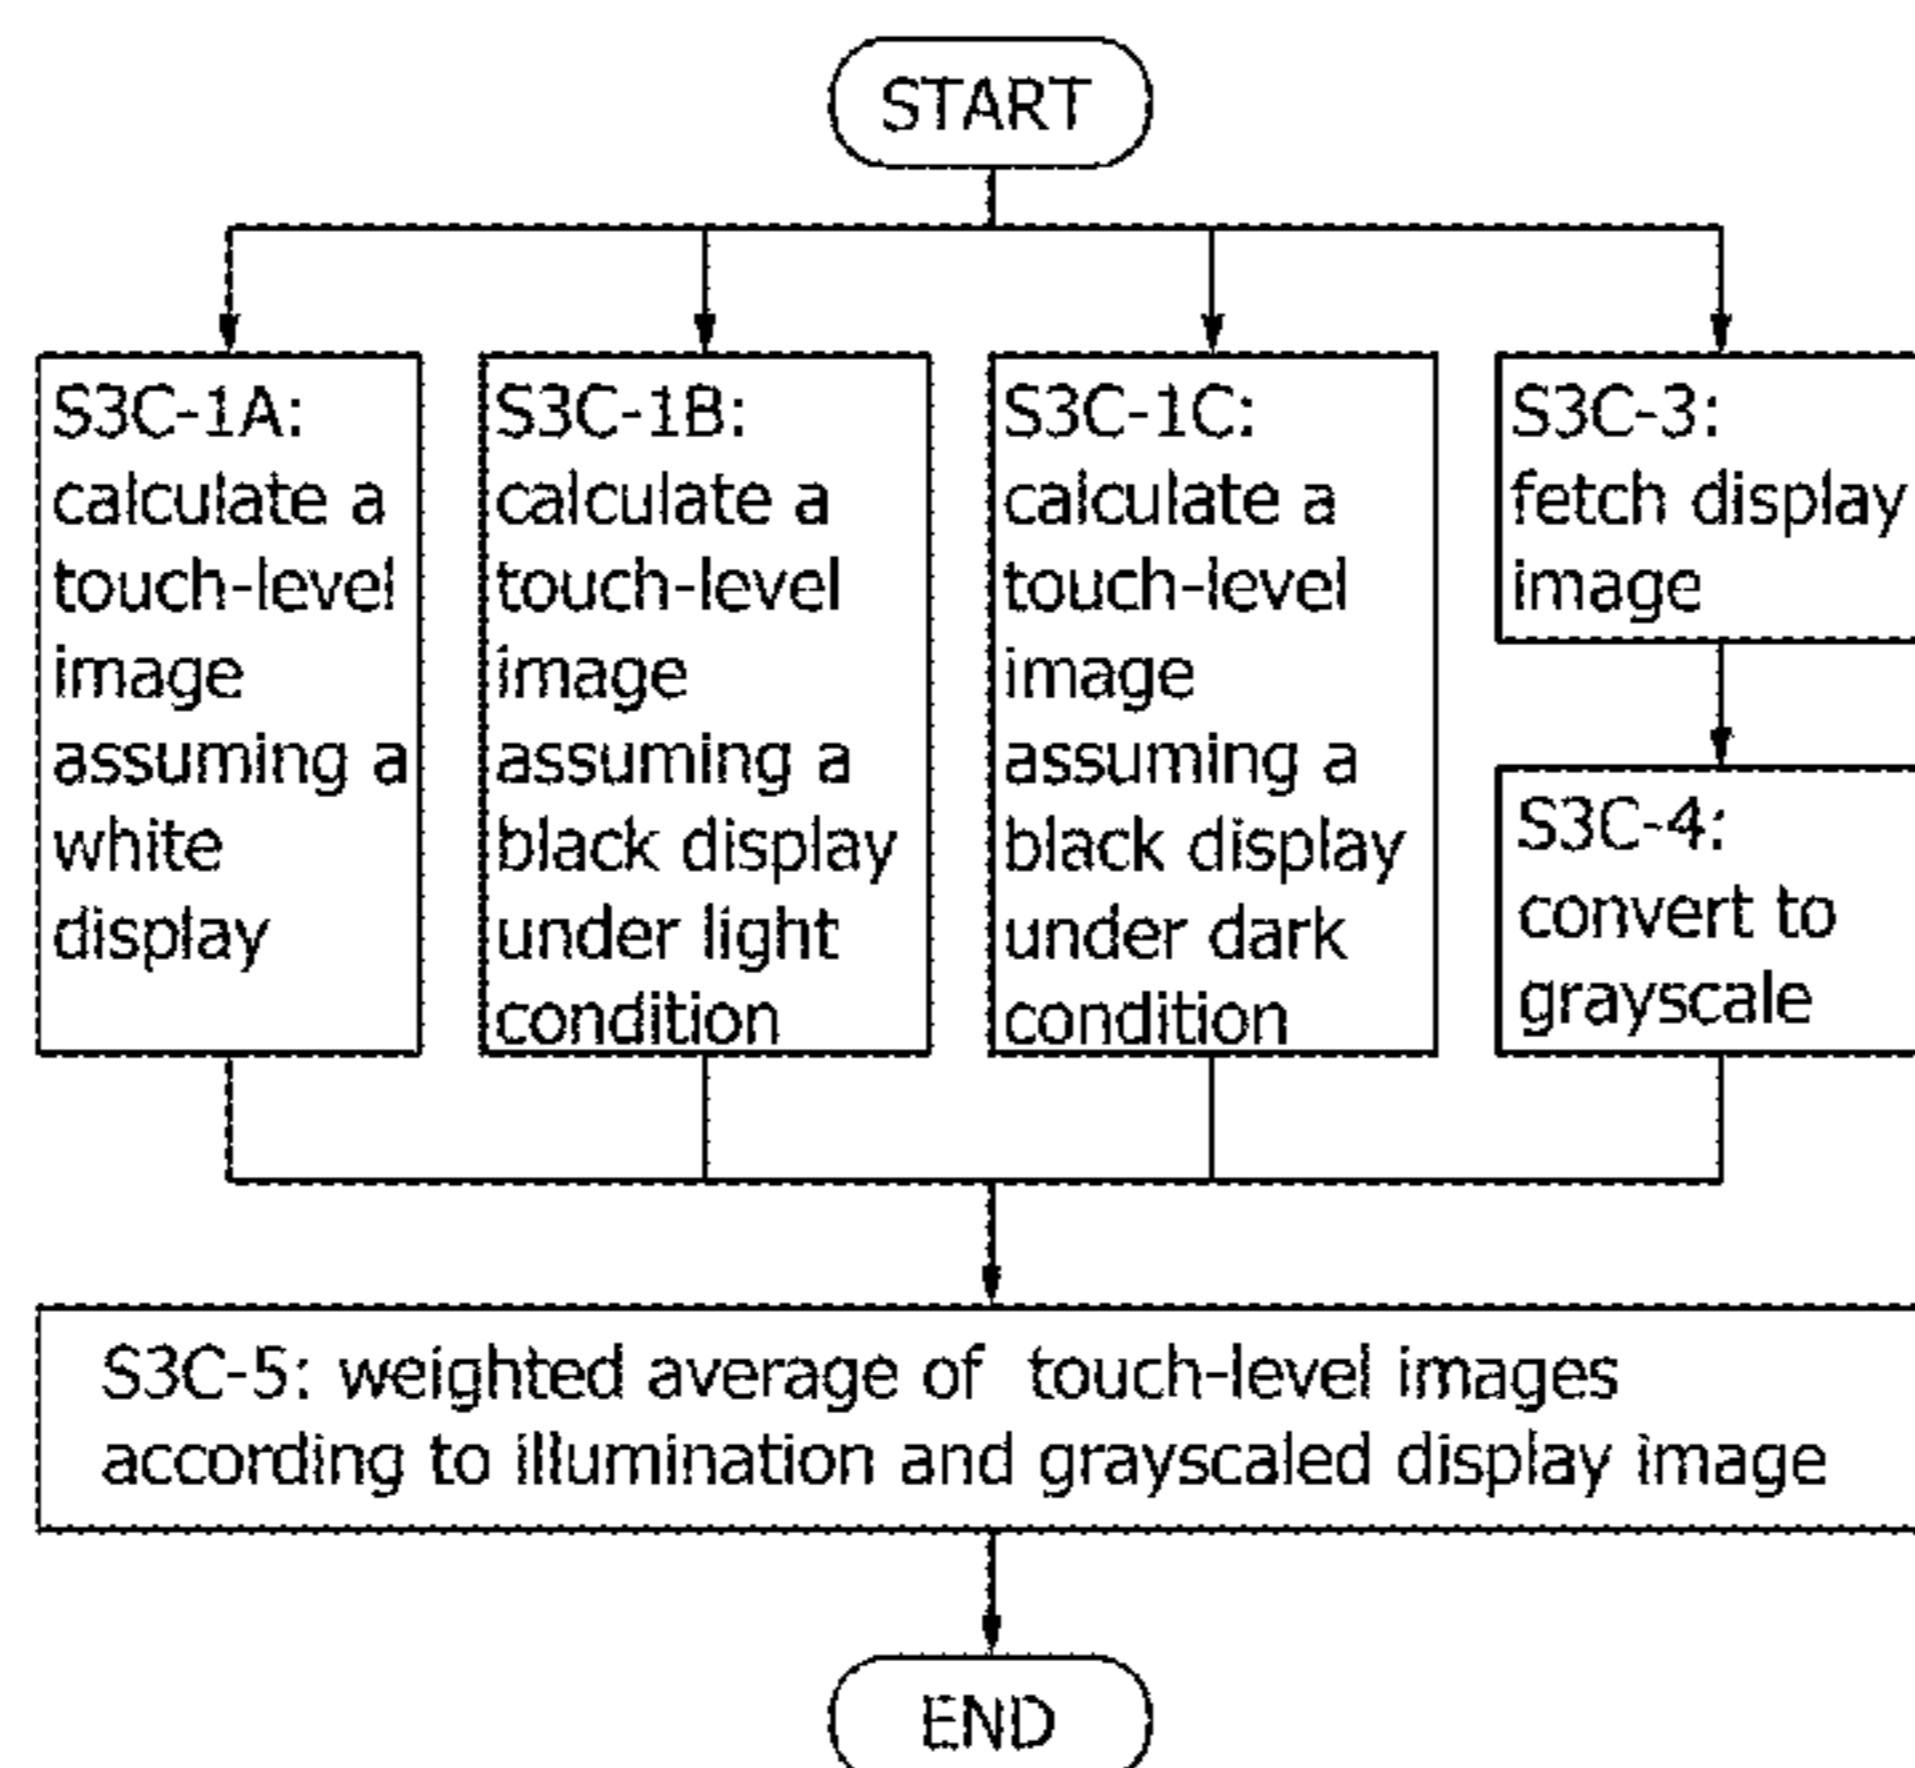 START
S3C-1A:
calculate a
touch-level
image
assuming a
white
display
S3C-1B:
calculate a
touch-level
image
assuming a
black display
under light
condition
S3C-1C:
calculate a
touch-level
image
assuming a
black display
under dark
condition
S3C-3:
fetch display
image
S3C-4:
convert to
grayscale
S3C-5: weighted average of touch-level images
according to illumination and grayscaled display image
END